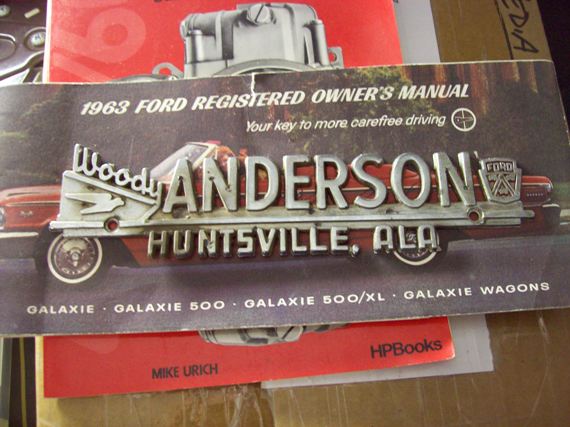 1963 FORD REGISTERED OWNER'S MANUAL
Your key to more carefree driving
Woody ANDERSON FORD
HUNTSVILLE, ALA
GALAXIE · GALAXIE 500 · GALAXIE 500/XL · GALAXIE WAGONS
MIKE URICH
HPBooks